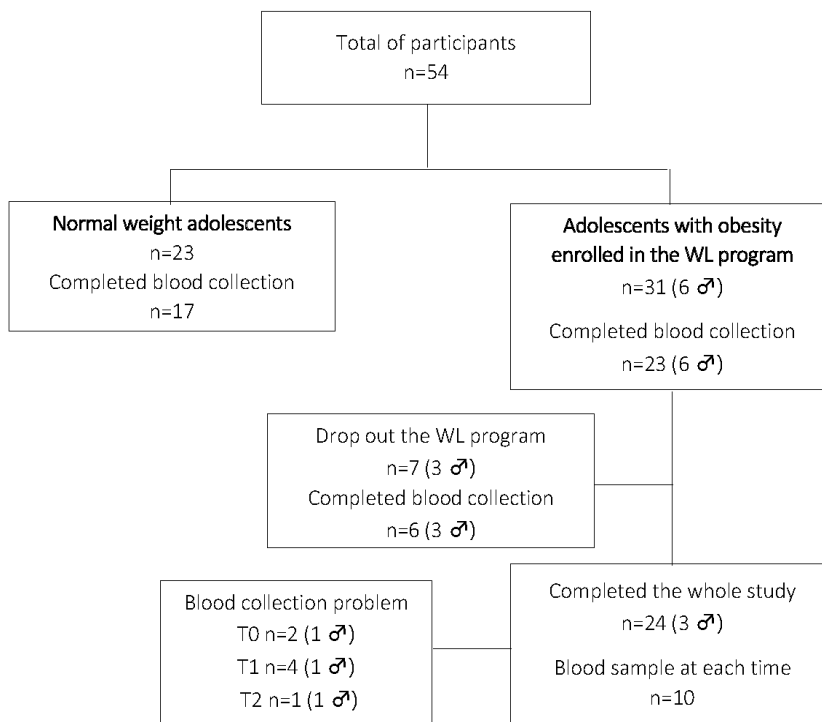 Total of participants
n=54
Normal weight adolescents
n=23
Completed blood collection
n=17
Adolescents with obesity
enrolled in the WL program
n=31 (6 ♂)
Completed blood collection
n=23 (6 ♂)
Drop out the WL program
n=7 (3 ♂)
Completed blood collection
n=6 (3 ♂)
Blood collection problem
T0 n=2 (1 ♂)
T1 n=4 (1 ♂)
T2 n=1 (1 ♂)
Completed the whole study
n=24 (3 ♂)
Blood sample at each time
n=10